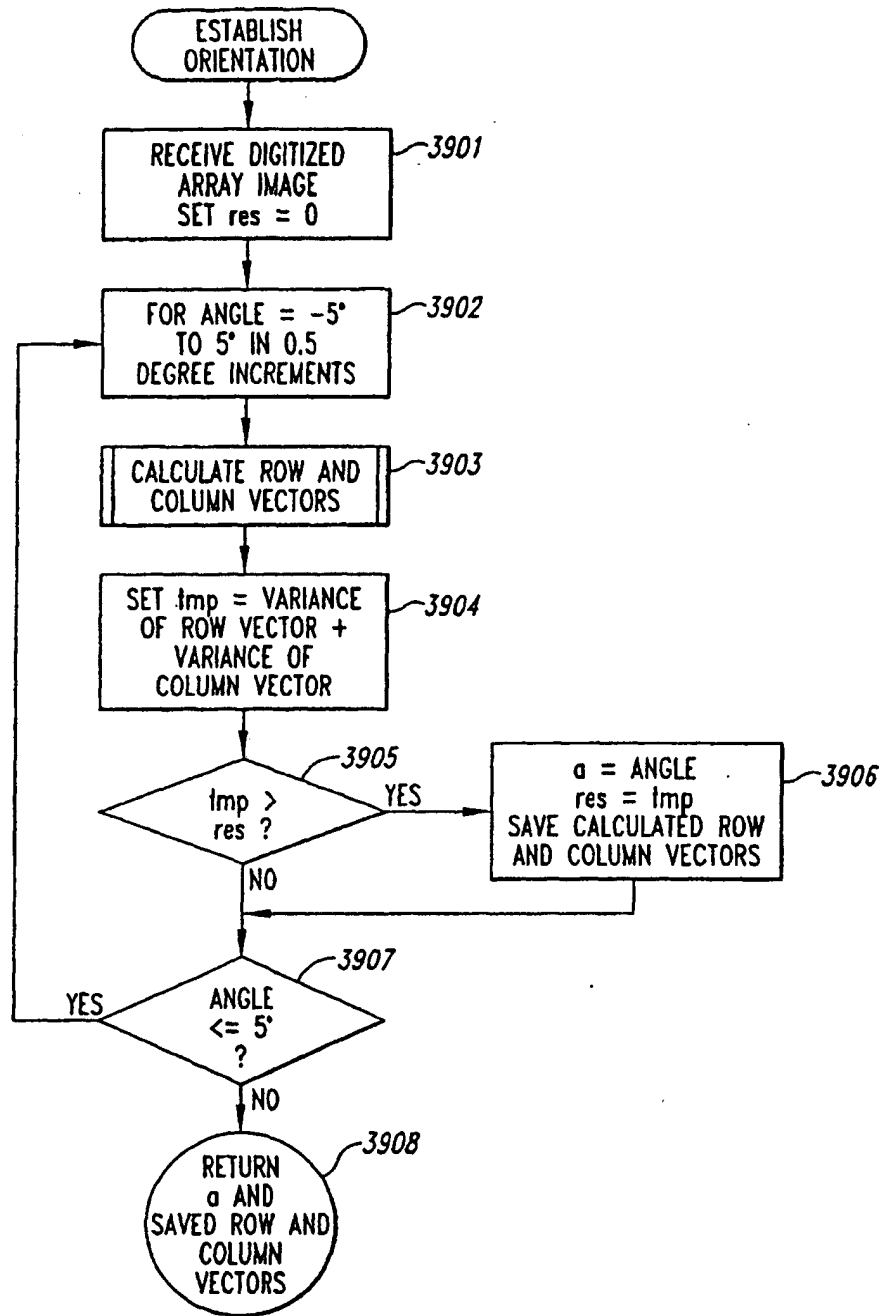 ESTABLISH
ORIENTATION
RECEIVE DIGITIZED
ARRAY IMAGE
SET res = 0
3901
FOR ANGLE = -5°
TO 5° IN 0.5
DEGREE INCREMENTS
3902
CALCULATE ROW AND
COLUMN VECTORS
3903
SET tmp = VARIANCE
OF ROW VECTOR +
VARIANCE OF
COLUMN VECTOR
3904
tmp >
res ?
3905
YES
NO
a = ANGLE
res = tmp
SAVE CALCULATED ROW
AND COLUMN VECTORS
3906
ANGLE
<= 5°
?
3907
YES
NO
RETURN
a AND
SAVED ROW AND
COLUMN
VECTORS
3908